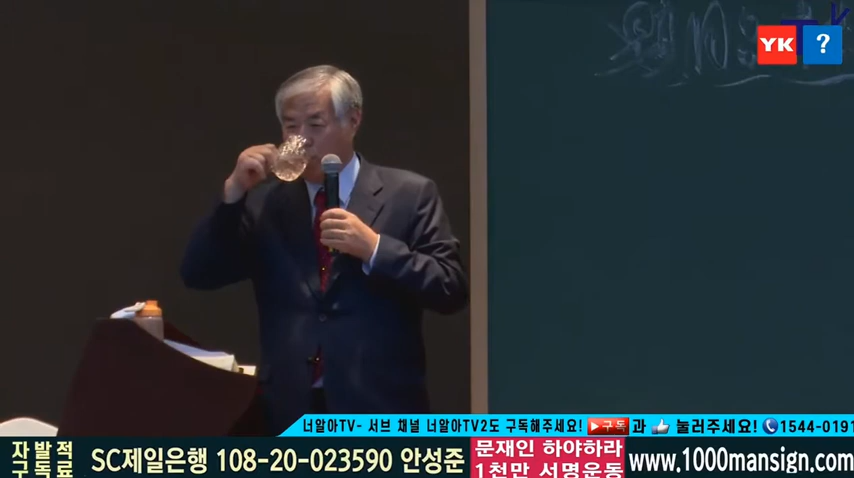 YK
?
너알아TV- 서브 채널 너알아TV2도 구독해주세요! 구독 과 눌러주세요! 1544-0191
자발적
구독료
SC제일은행 108-20-023590 안성준
문재인 하야하라
1천만 서명운동
www.1000mansign.com